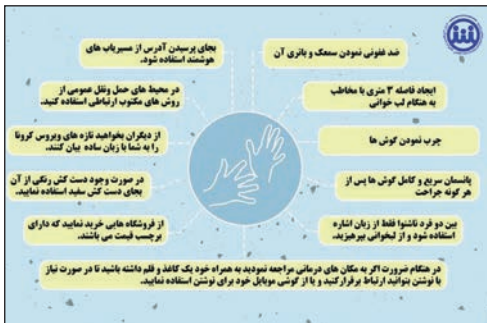 ضد عفونی نمودن سمعک و باتری آن
ایجاد فاصله ۳ متری با مخاطب
به هنگام لب خوانی
چرب نمودن گوش ها
پانسمان سریع و کامل گوش ها پس از
هر گونه جراحت
بین دو فرد ناشنوا فقط از زبان اشاره
استفاده شود و از لبخوانی بپرهیزید.
بجای پرسیدن آدرس از مسیریاب های
هوشمند استفاده شود.
در محیط های حمل ونقل عمومی از
روش های مکتوب ارتباطی استفاده کنید.
از دیگران بخواهید تازه های ویروس کرونا
را به شما با زبان ساده بیان کنند.
در صورت وجود دست کش رنگی از آن
بجای دست کش سفید استفاده نمایید.
از فروشگاه هایی خرید نمایید که دارای
برچسب قیمت می باشند.
در هنگام ضرورت اگر به مکان های درمانی مراجعه نمودید به همراه خود یک کاغذ و قلم داشته باشید تا در صورت نیاز
با نوشتن بتوانید ارتباط برقرارکنید و یا از گوشی موبایل خود برای نوشتن استفاده نمایید.